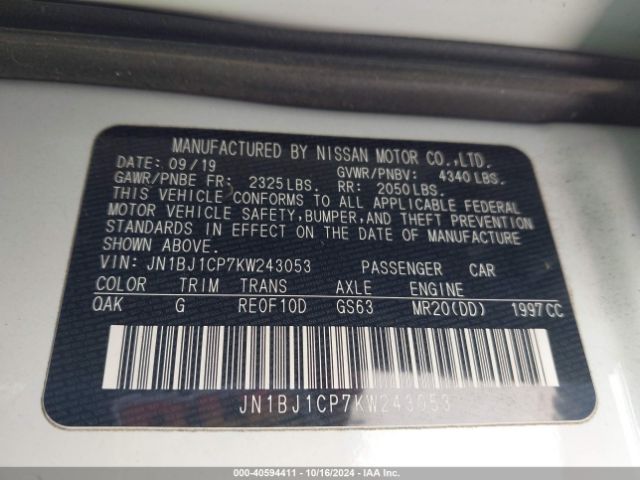 MANUFACTURED BY NISSAN MOTOR CO.,LTD.
DATE: 09/19 GVWR/PNBV: 4340 LBS.
GAWR/PNBE FR: 2325 LBS. RR: 2050 LBS.
THIS VEHICLE CONFORMS TO ALL APPLICABLE FEDERAL
MOTOR VEHICLE SAFETY, BUMPER, AND THEFT PREVENTION
STANDARDS IN EFFECT ON THE DATE OF MANUFACTURE
SHOWN ABOVE.
VIN: JN1BJ1CP7KW243053 PASSENGER CAR
COLOR TRIM TRANS AXLE ENGINE
QAK G RE0F10D GS63 MR20(DD) 1997CC
JN1BJ1CP7KW243053
000-40594411 - 10/16/2024 - IAA Inc.